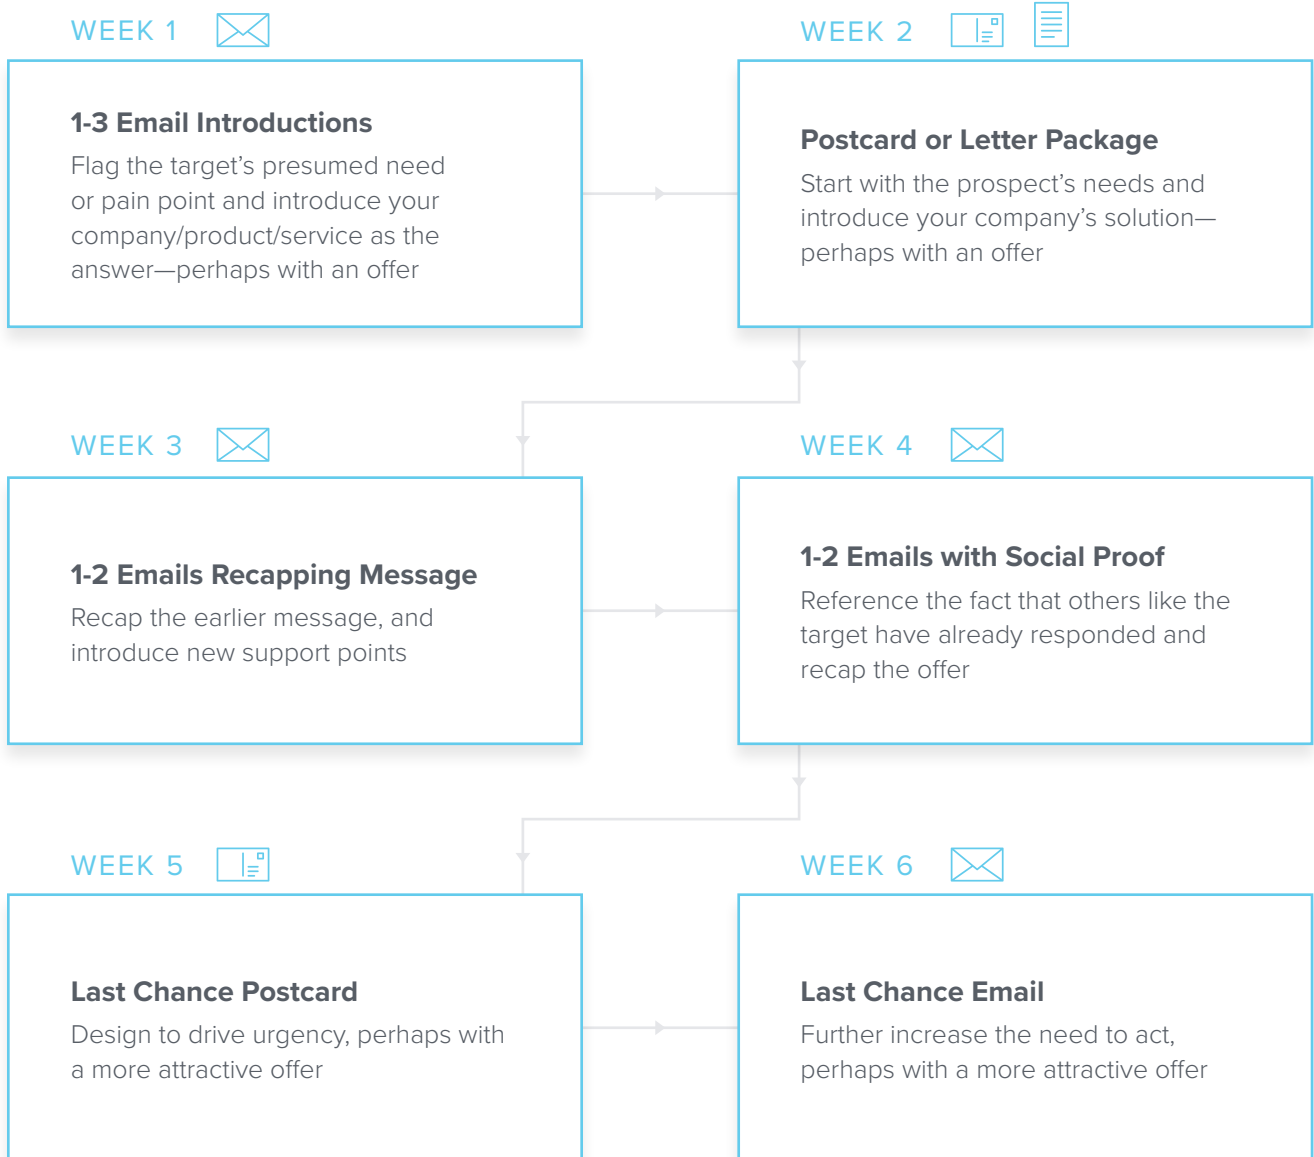 WEEK 1
1-3 Email Introductions
Flag the target’s presumed need
or pain point and introduce your
company/product/service as the
answer—perhaps with an offer
WEEK 2
Postcard or Letter Package
Start with the prospect’s needs and
introduce your company’s solution—
perhaps with an offer
WEEK 3
1-2 Emails Recapping Message
Recap the earlier message, and
introduce new support points
WEEK 4
1-2 Emails with Social Proof
Reference the fact that others like the
target have already responded and
recap the offer
WEEK 5
Last Chance Postcard
Design to drive urgency, perhaps with
a more attractive offer
WEEK 6
Last Chance Email
Further increase the need to act,
perhaps with a more attractive offer